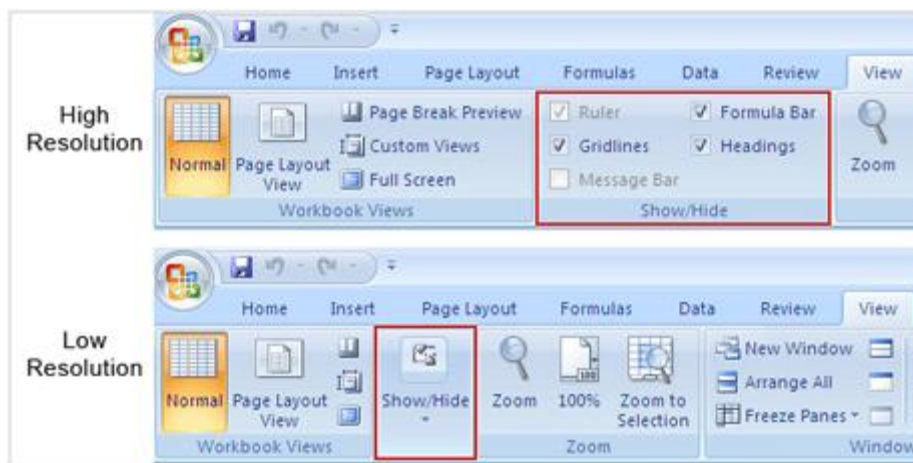 High
Resolution
Home Insert Page Layout Formulas Data Review View
Normal
Page Layout
View
Page Break Preview
Custom Views
Full Screen
Workbook Views
Ruler
Gridlines
Message Bar
Formula Bar
Headings
Show/Hide
Zoom
Low
Resolution
Home Insert Page Layout Formulas Data Review View
Normal
Page Layout
View
Workbook Views
Show/Hide
Zoom
100%
Zoom to
Selection
Zoom
New Window
Arrange All
Freeze Panes
Window